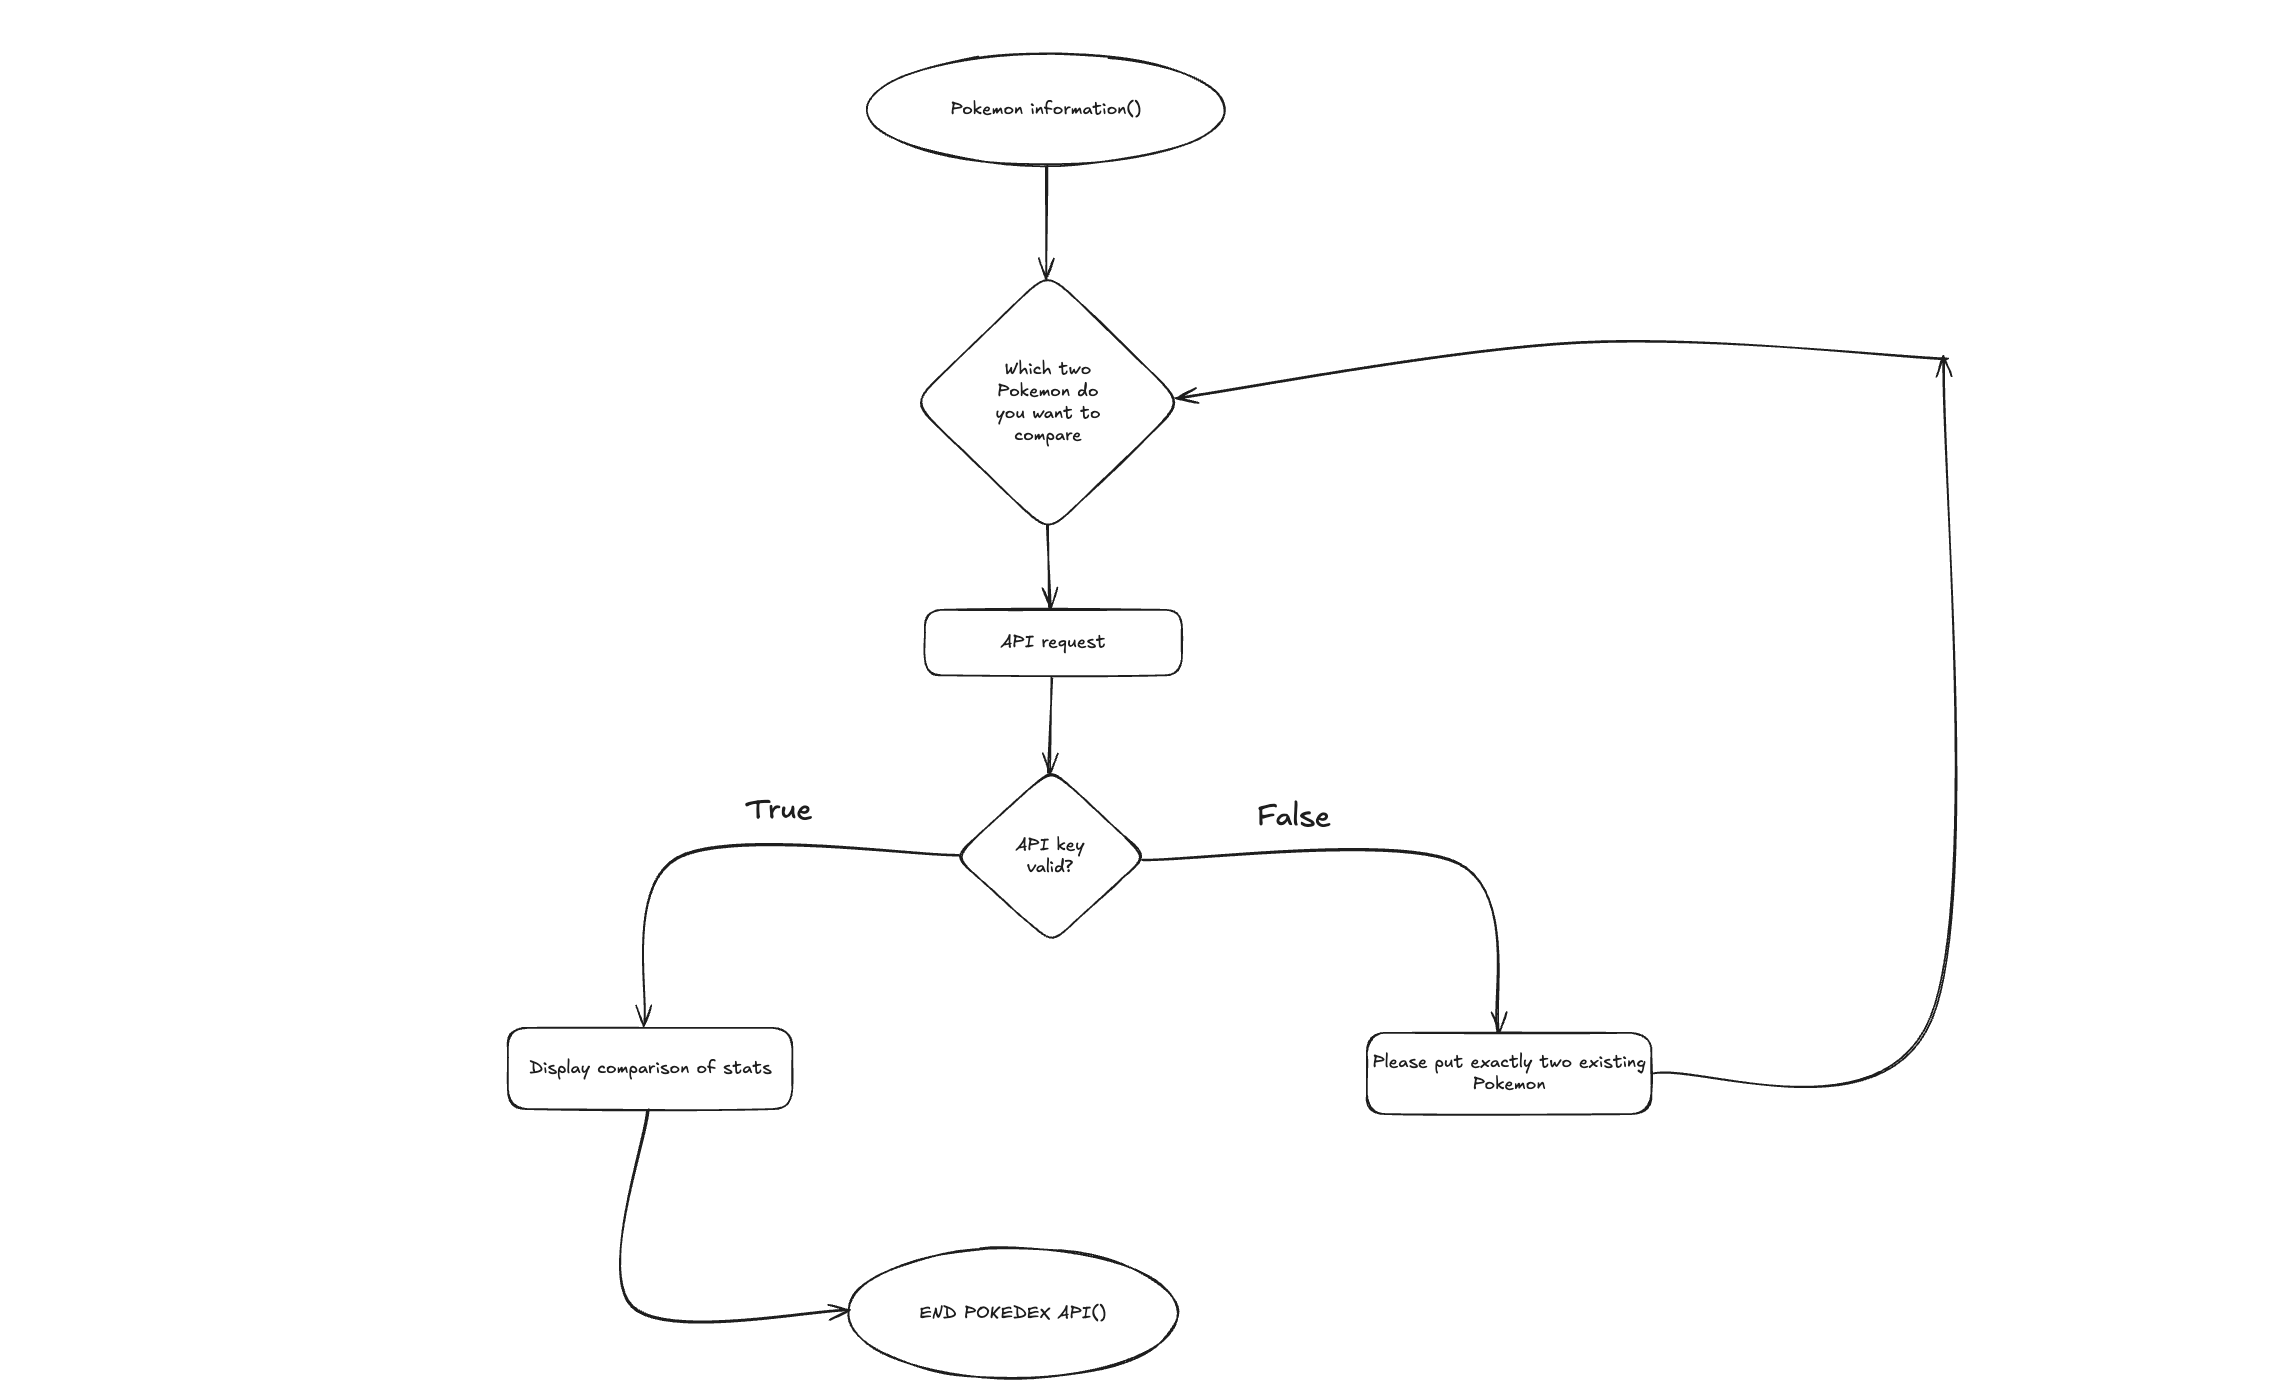 Pokemon information()
Which two
Pokemon do
you want to
compare
API request
True
False
API key
valid?
Display comparison of stats
Please put exactly two existing
Pokemon
END POKEDEX API()